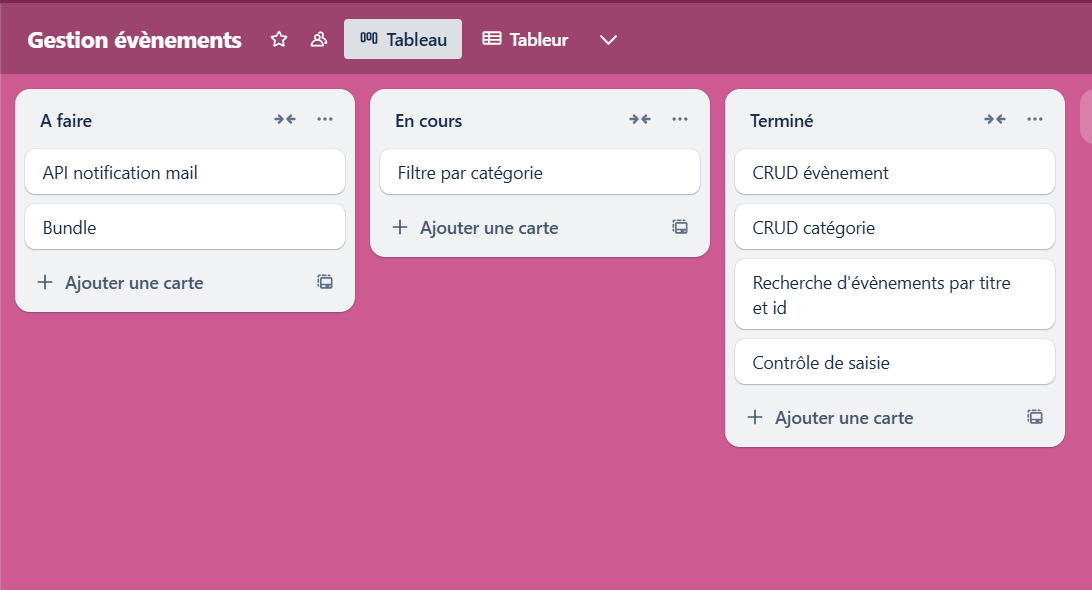 Gestion évènements
Tableau
Tableur
A faire
API notification mail
Bundle
Ajouter une carte
En cours
Filtre par catégorie
Ajouter une carte
Terminé
CRUD évènement
CRUD catégorie
Recherche d'évènements par titre
et id
Contrôle de saisie
Ajouter une carte